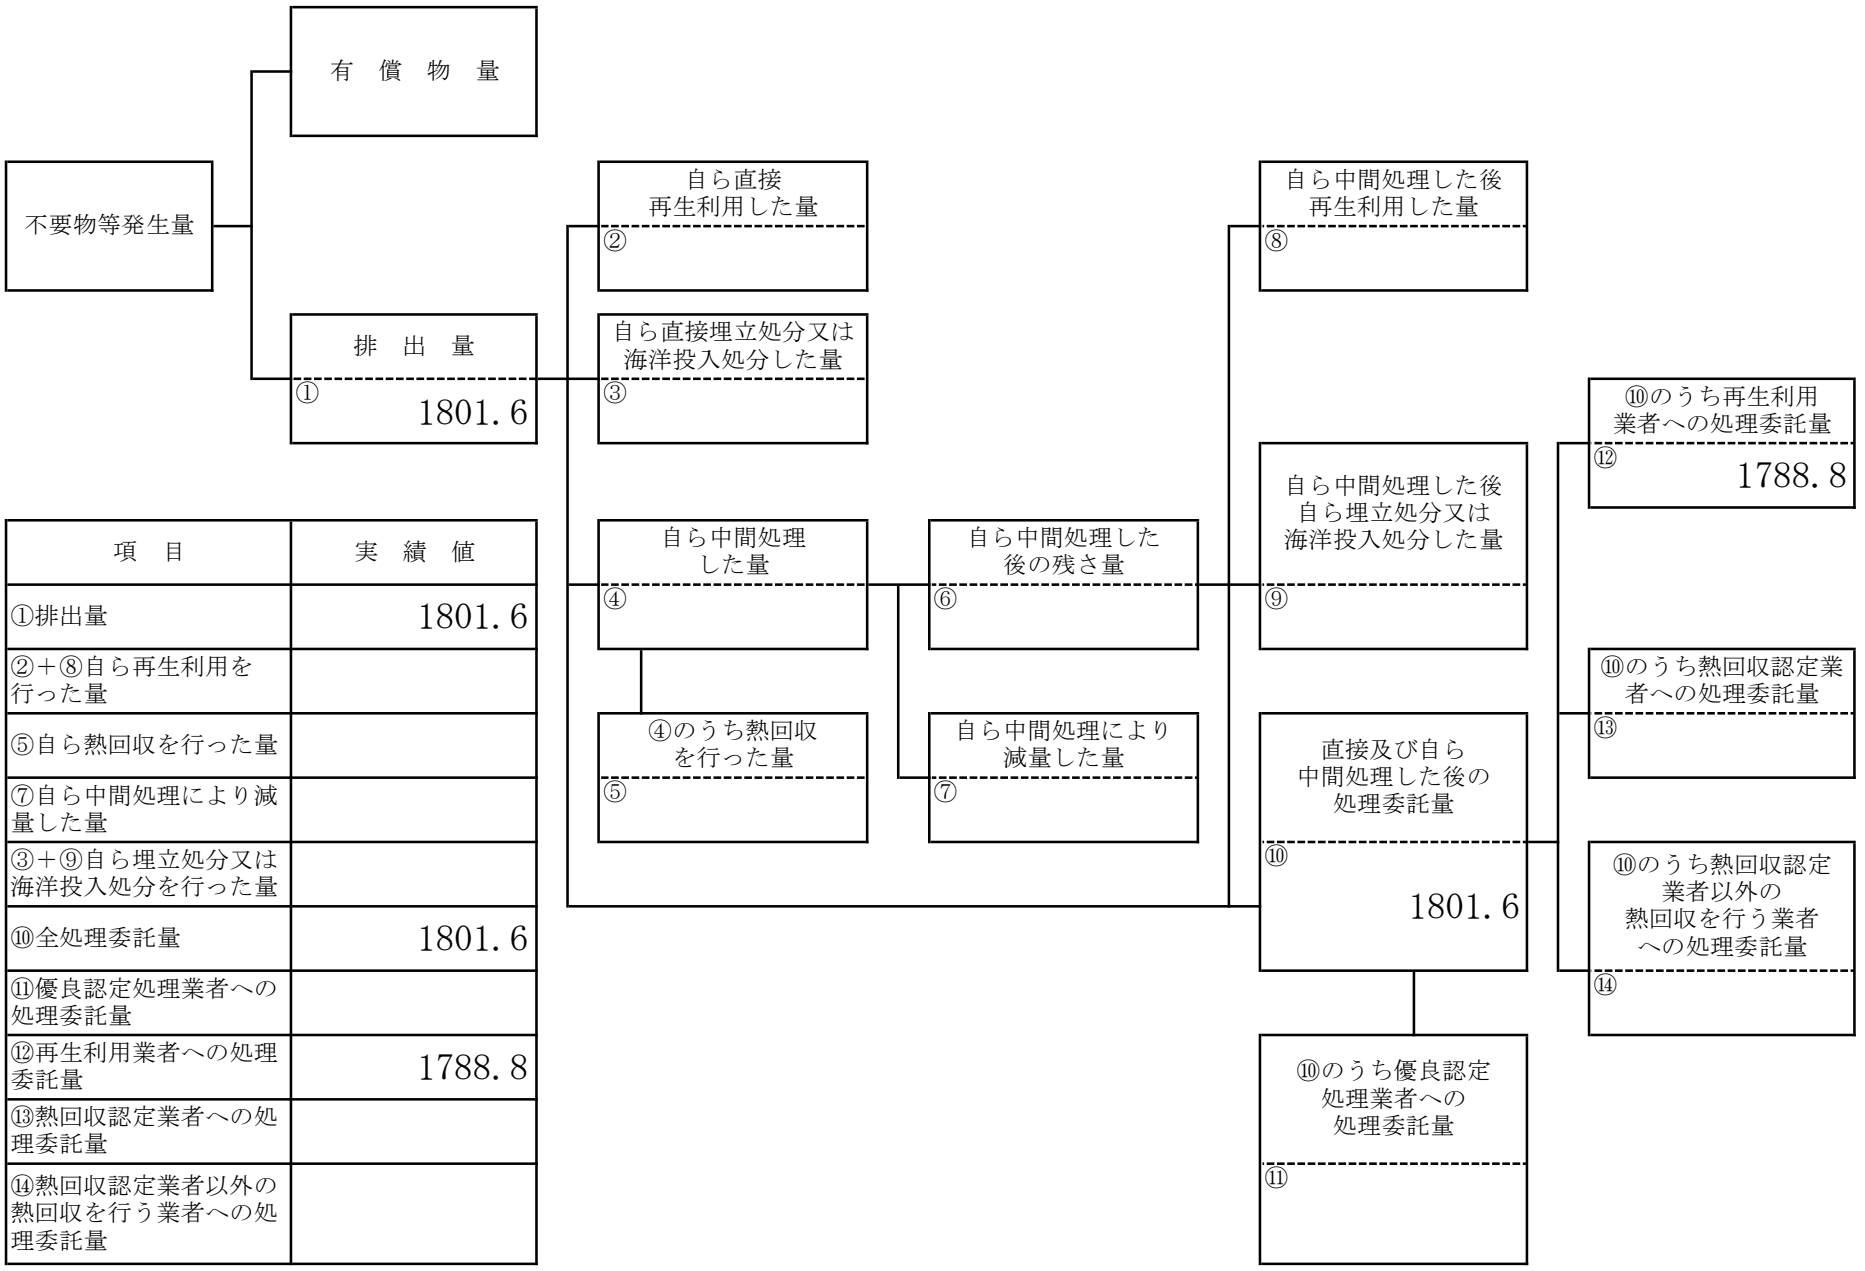 有　償　物　量
不要物等発生量
排　出　量
①
1801.6
自ら直接
再生利用した量
②
自ら直接埋立処分又は
海洋投入処分した量
③
自ら中間処理
した量
④
④のうち熱回収
を行った量
⑤
自ら中間処理した
後の残さ量
⑥
自ら中間処理により
減量した量
⑦
自ら中間処理した後
再生利用した量
⑧
自ら中間処理した後
自ら埋立処分又は
海洋投入処分した量
⑨
直接及び自ら
中間処理した後の
処理委託量
⑩
1801.6
⑩のうち優良認定
処理業者への
処理委託量
⑪
⑩のうち再生利用
業者への処理委託量
⑫
1788.8
⑩のうち熱回収認定業
者への処理委託量
⑬
⑩のうち熱回収認定
業者以外の
熱回収を行う業者
への処理委託量
⑭
項　目　実　績　値
①排出量　1801.6
②＋⑧自ら再生利用を
行った量
⑤自ら熱回収を行った量
⑦自ら中間処理により減
量した量
③＋⑨自ら埋立処分又は
海洋投入処分を行った量
⑩全処理委託量　1801.6
⑪優良認定処理業者への
処理委託量
⑫再生利用業者への処理
委託量　1788.8
⑬熱回収認定業者への処
理委託量
⑭熱回収認定業者以外の
熱回収を行う業者への処
理委託量